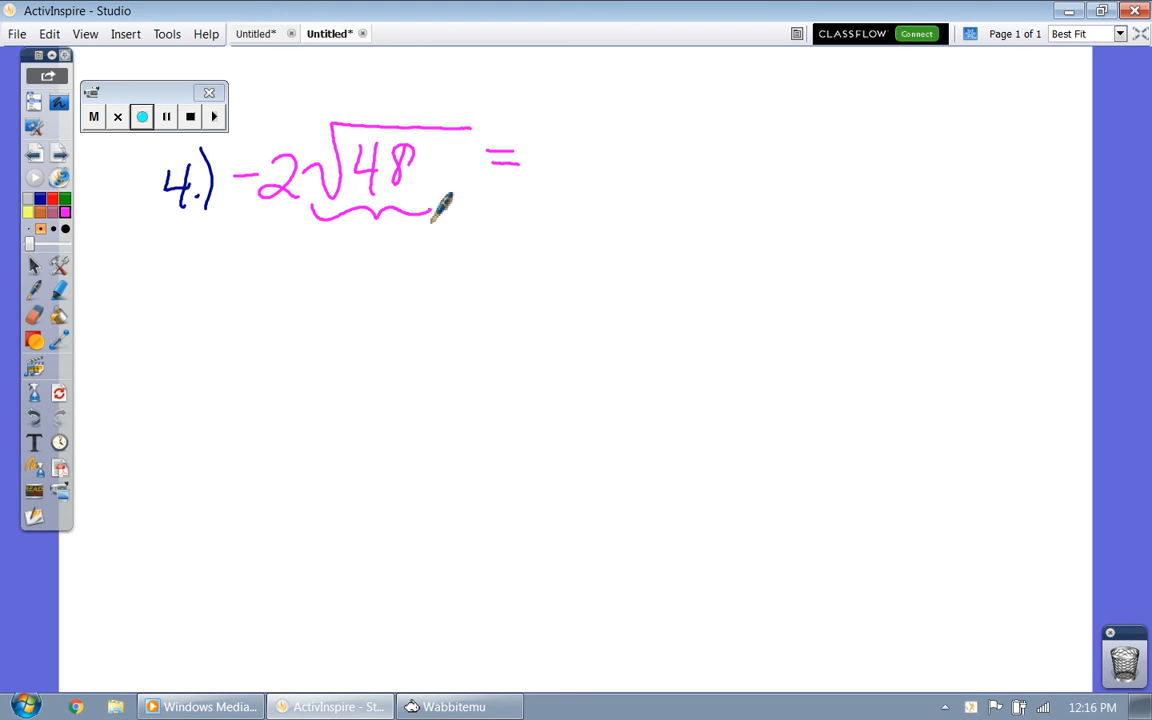 ActivInspire - Studio
File Edit View Insert Tools Help Untitled* Untitled* CLASSFLOW Connect Page 1 of 1 Best Fit
M
4.) -2√48 =
T
Windows Media... ActivInspire - St... Wabbitemu 12:16 PM